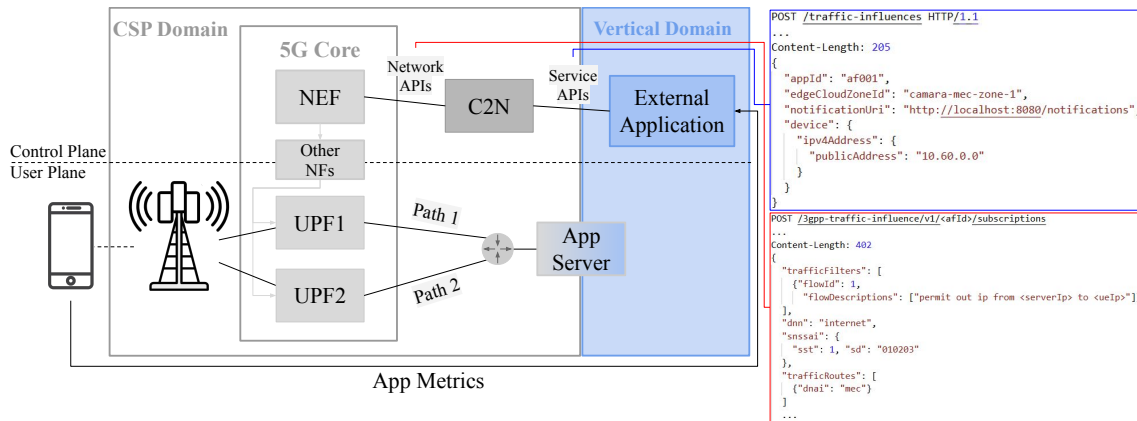 CSP Domain
Vertical Domain
5G Core
Network
APIs
Service
APIs
NEF
C2N
External
Application
Control Plane
User Plane
Other
NFs
UPF1
Path 1
App
Server
UPF2
Path 2
App Metrics
POST /traffic-influences HTTP/1.1
...
Content-Length: 205
{
"appId": "af001",
"edgeCloudZoneId": "camara-mec-zone-1",
"notificationUri": "http://localhost:8080/notifications",
"device": {
"ipv4Address": {
"publicAddress": "10.60.0.0"
}
}
}
POST /3gpp-traffic-influence/v1/<afId>/subscriptions
...
Content-Length: 402
{
"trafficFilters": [
{"flowId": 1,
"flowDescriptions": ["permit out ip from <serverIp> to <ueIp>"]}
],
"dnn": "internet",
"snssai": {
"sst": 1, "sd": "010203"
},
"trafficRoutes": [
{"dnai": "mec"}
]
...